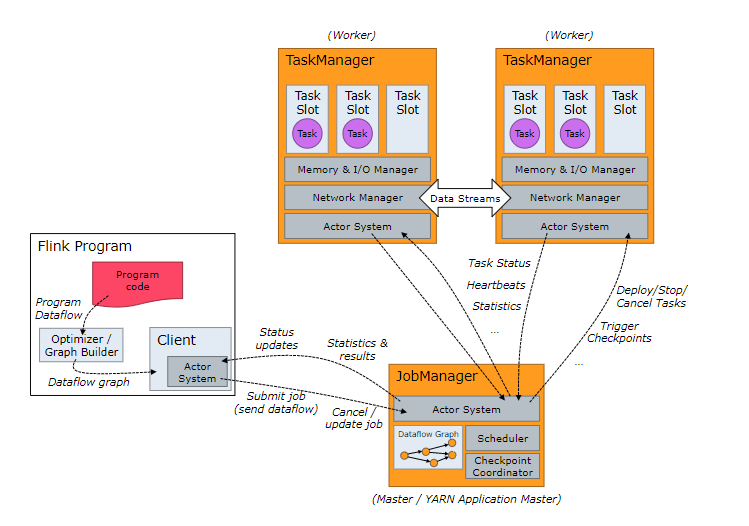 (Worker)
(Worker)
TaskManager
TaskManager
Task
Slot
Task
Slot
Task
Slot
Task
Slot
Task
Slot
Task
Slot
Task
Task
Task
Task
Memory & I/O Manager
Memory & I/O Manager
Network Manager
Data Streams
Network Manager
Actor System
Actor System
Flink Program
Program
code
Program
Dataflow
Optimizer /
Graph Builder
Dataflow graph
Client
Actor
System
Task Status
Heartbeats
Statistics
...
Deploy/Stop/
Cancel Tasks
Trigger
Checkpoints
...
Status
updates
Statistics &
results
Submit job
(send dataflow)
Cancel /
update job
JobManager
Actor System
Dataflow Graph
Scheduler
Checkpoint
Coordinator
(Master / YARN Application Master)